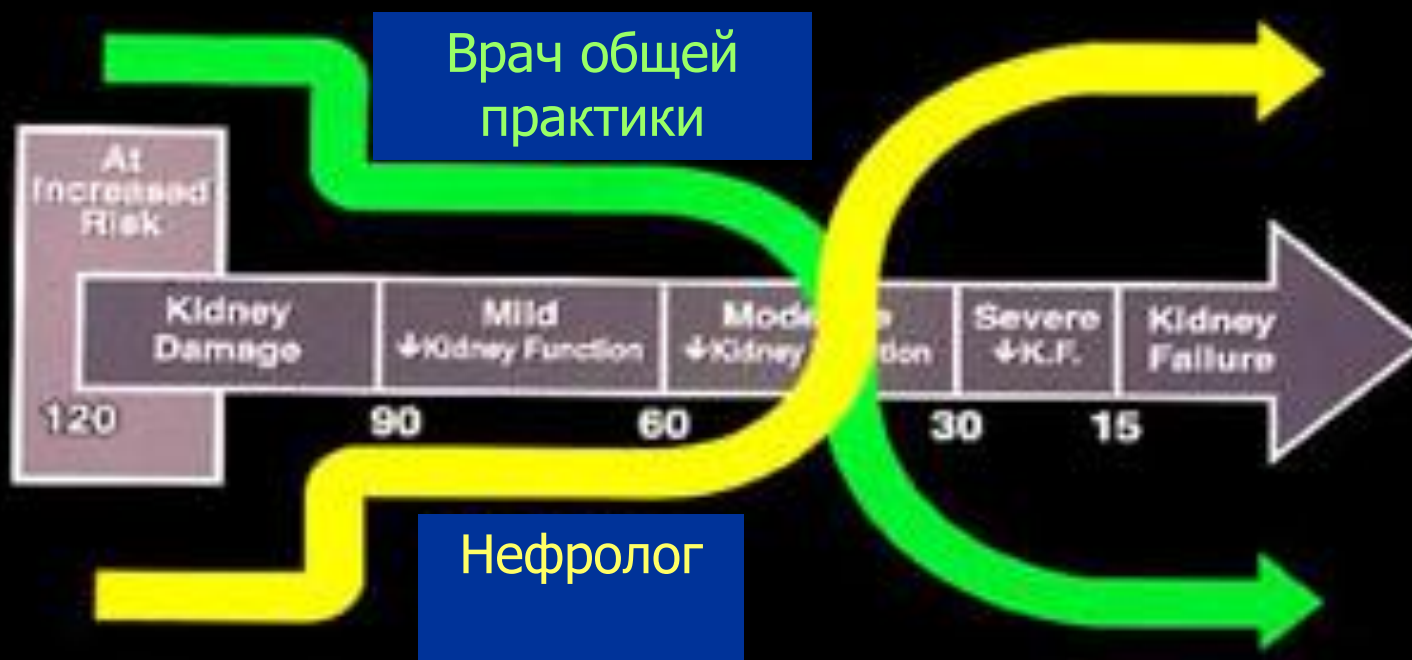 Врач общей
практики
At
Increased
Risk
Kidney
Damage
Mild
↓Kidney Function
↓Kidney
Severe
↓K.F.
Kidney
Failure
120
90
60
30
15
Нефролог